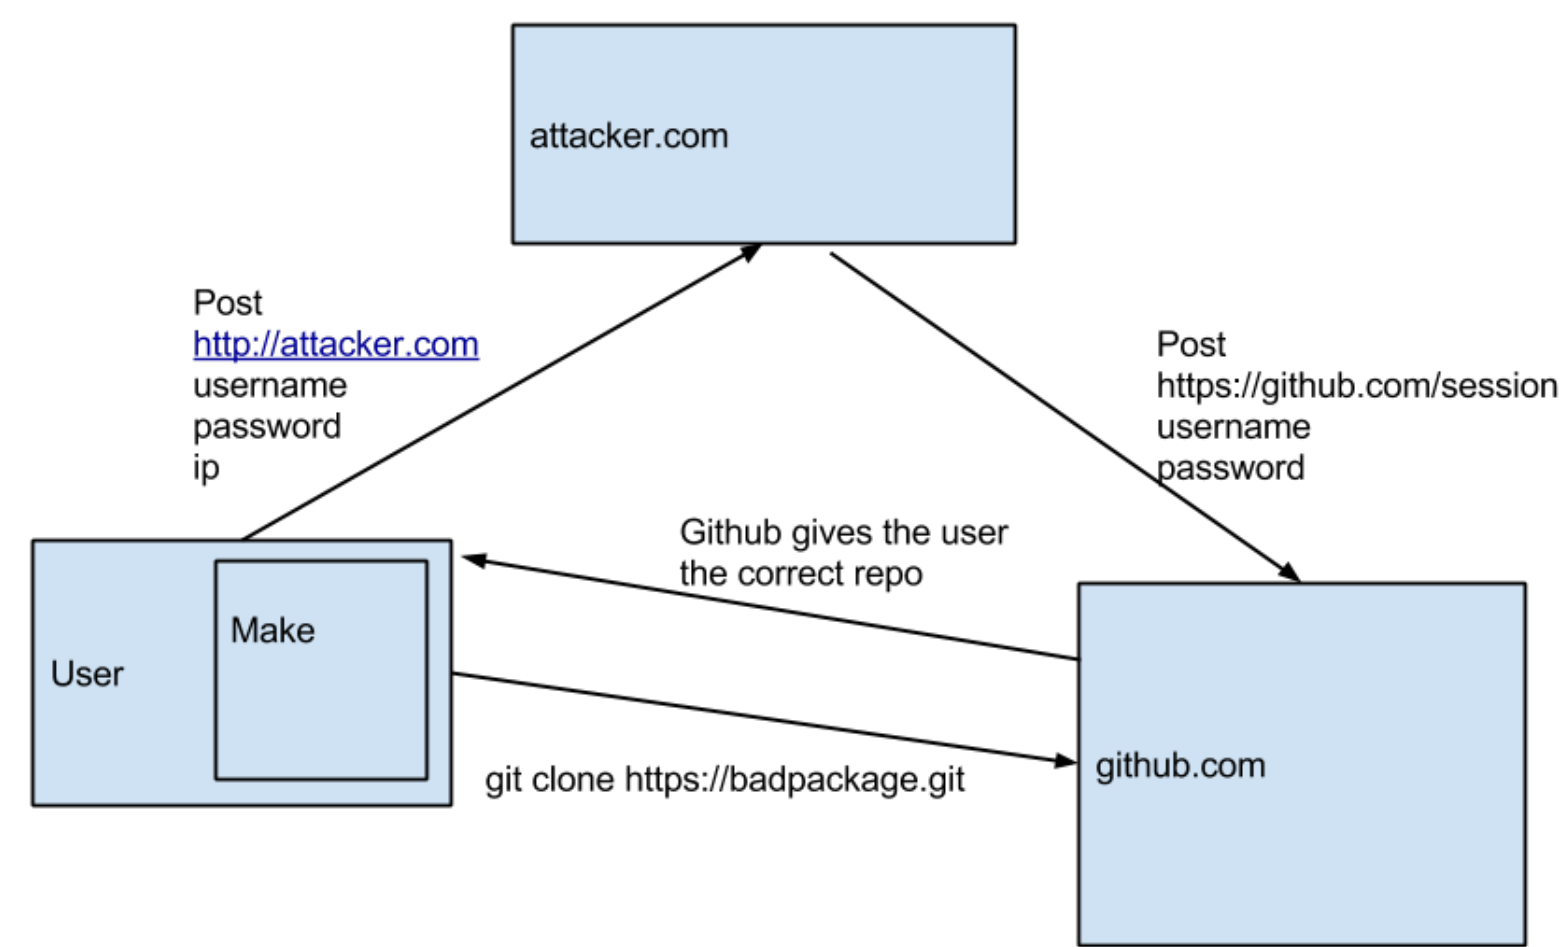 attacker.com
Post
http://attacker.com
username
password
ip
Post
https://github.com/session
username
password
Github gives the user
the correct repo
Make
User
git clone https://badpackage.git
github.com